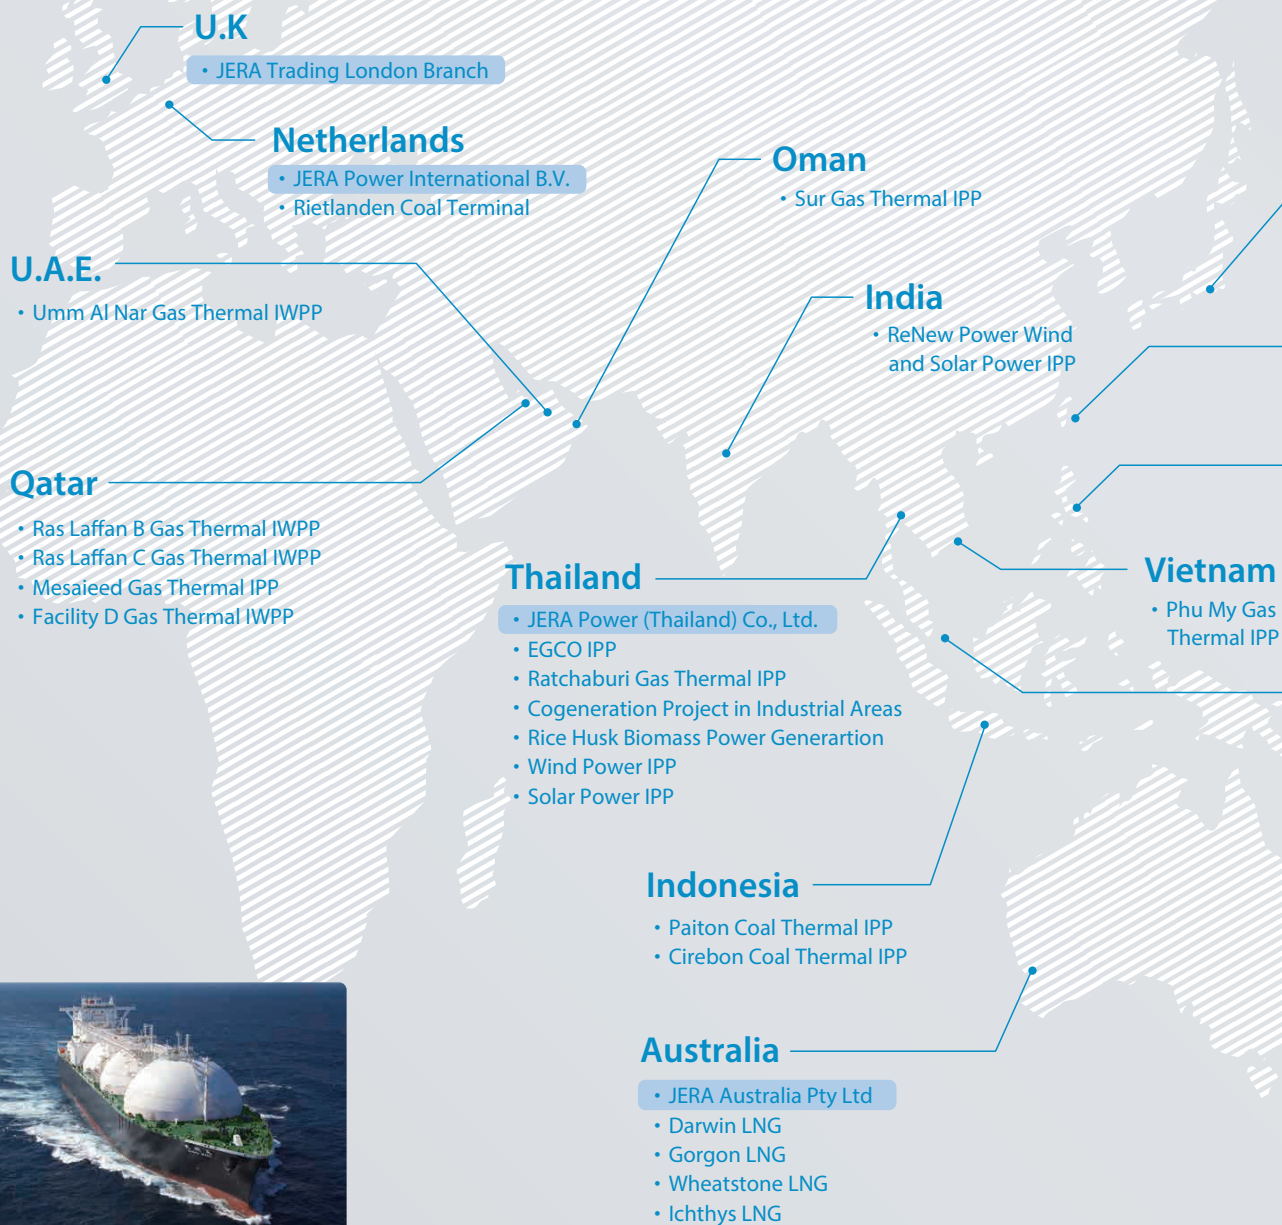 U.K
• JERA Trading London Branch
Netherlands
• JERA Power International B.V.
• Rietlanden Coal Terminal
Oman
• Sur Gas Thermal IPP
U.A.E.
• Umm Al Nar Gas Thermal IWPP
India
• ReNew Power Wind
and Solar Power IPP
Qatar
• Ras Laffan B Gas Thermal IWPP
• Ras Laffan C Gas Thermal IWPP
• Mesaieed Gas Thermal IPP
• Facility D Gas Thermal IWPP
Thailand
• JERA Power (Thailand) Co., Ltd.
• EGCO IPP
• Ratchaburi Gas Thermal IPP
• Cogeneration Project in Industrial Areas
• Rice Husk Biomass Power Generartion
• Wind Power IPP
• Solar Power IPP
Vietnam
• Phu My Gas
Thermal IPP
Indonesia
• Paiton Coal Thermal IPP
• Cirebon Coal Thermal IPP
Australia
• JERA Australia Pty Ltd
• Darwin LNG
• Gorgon LNG
• Wheatstone LNG
• Ichthys LNG